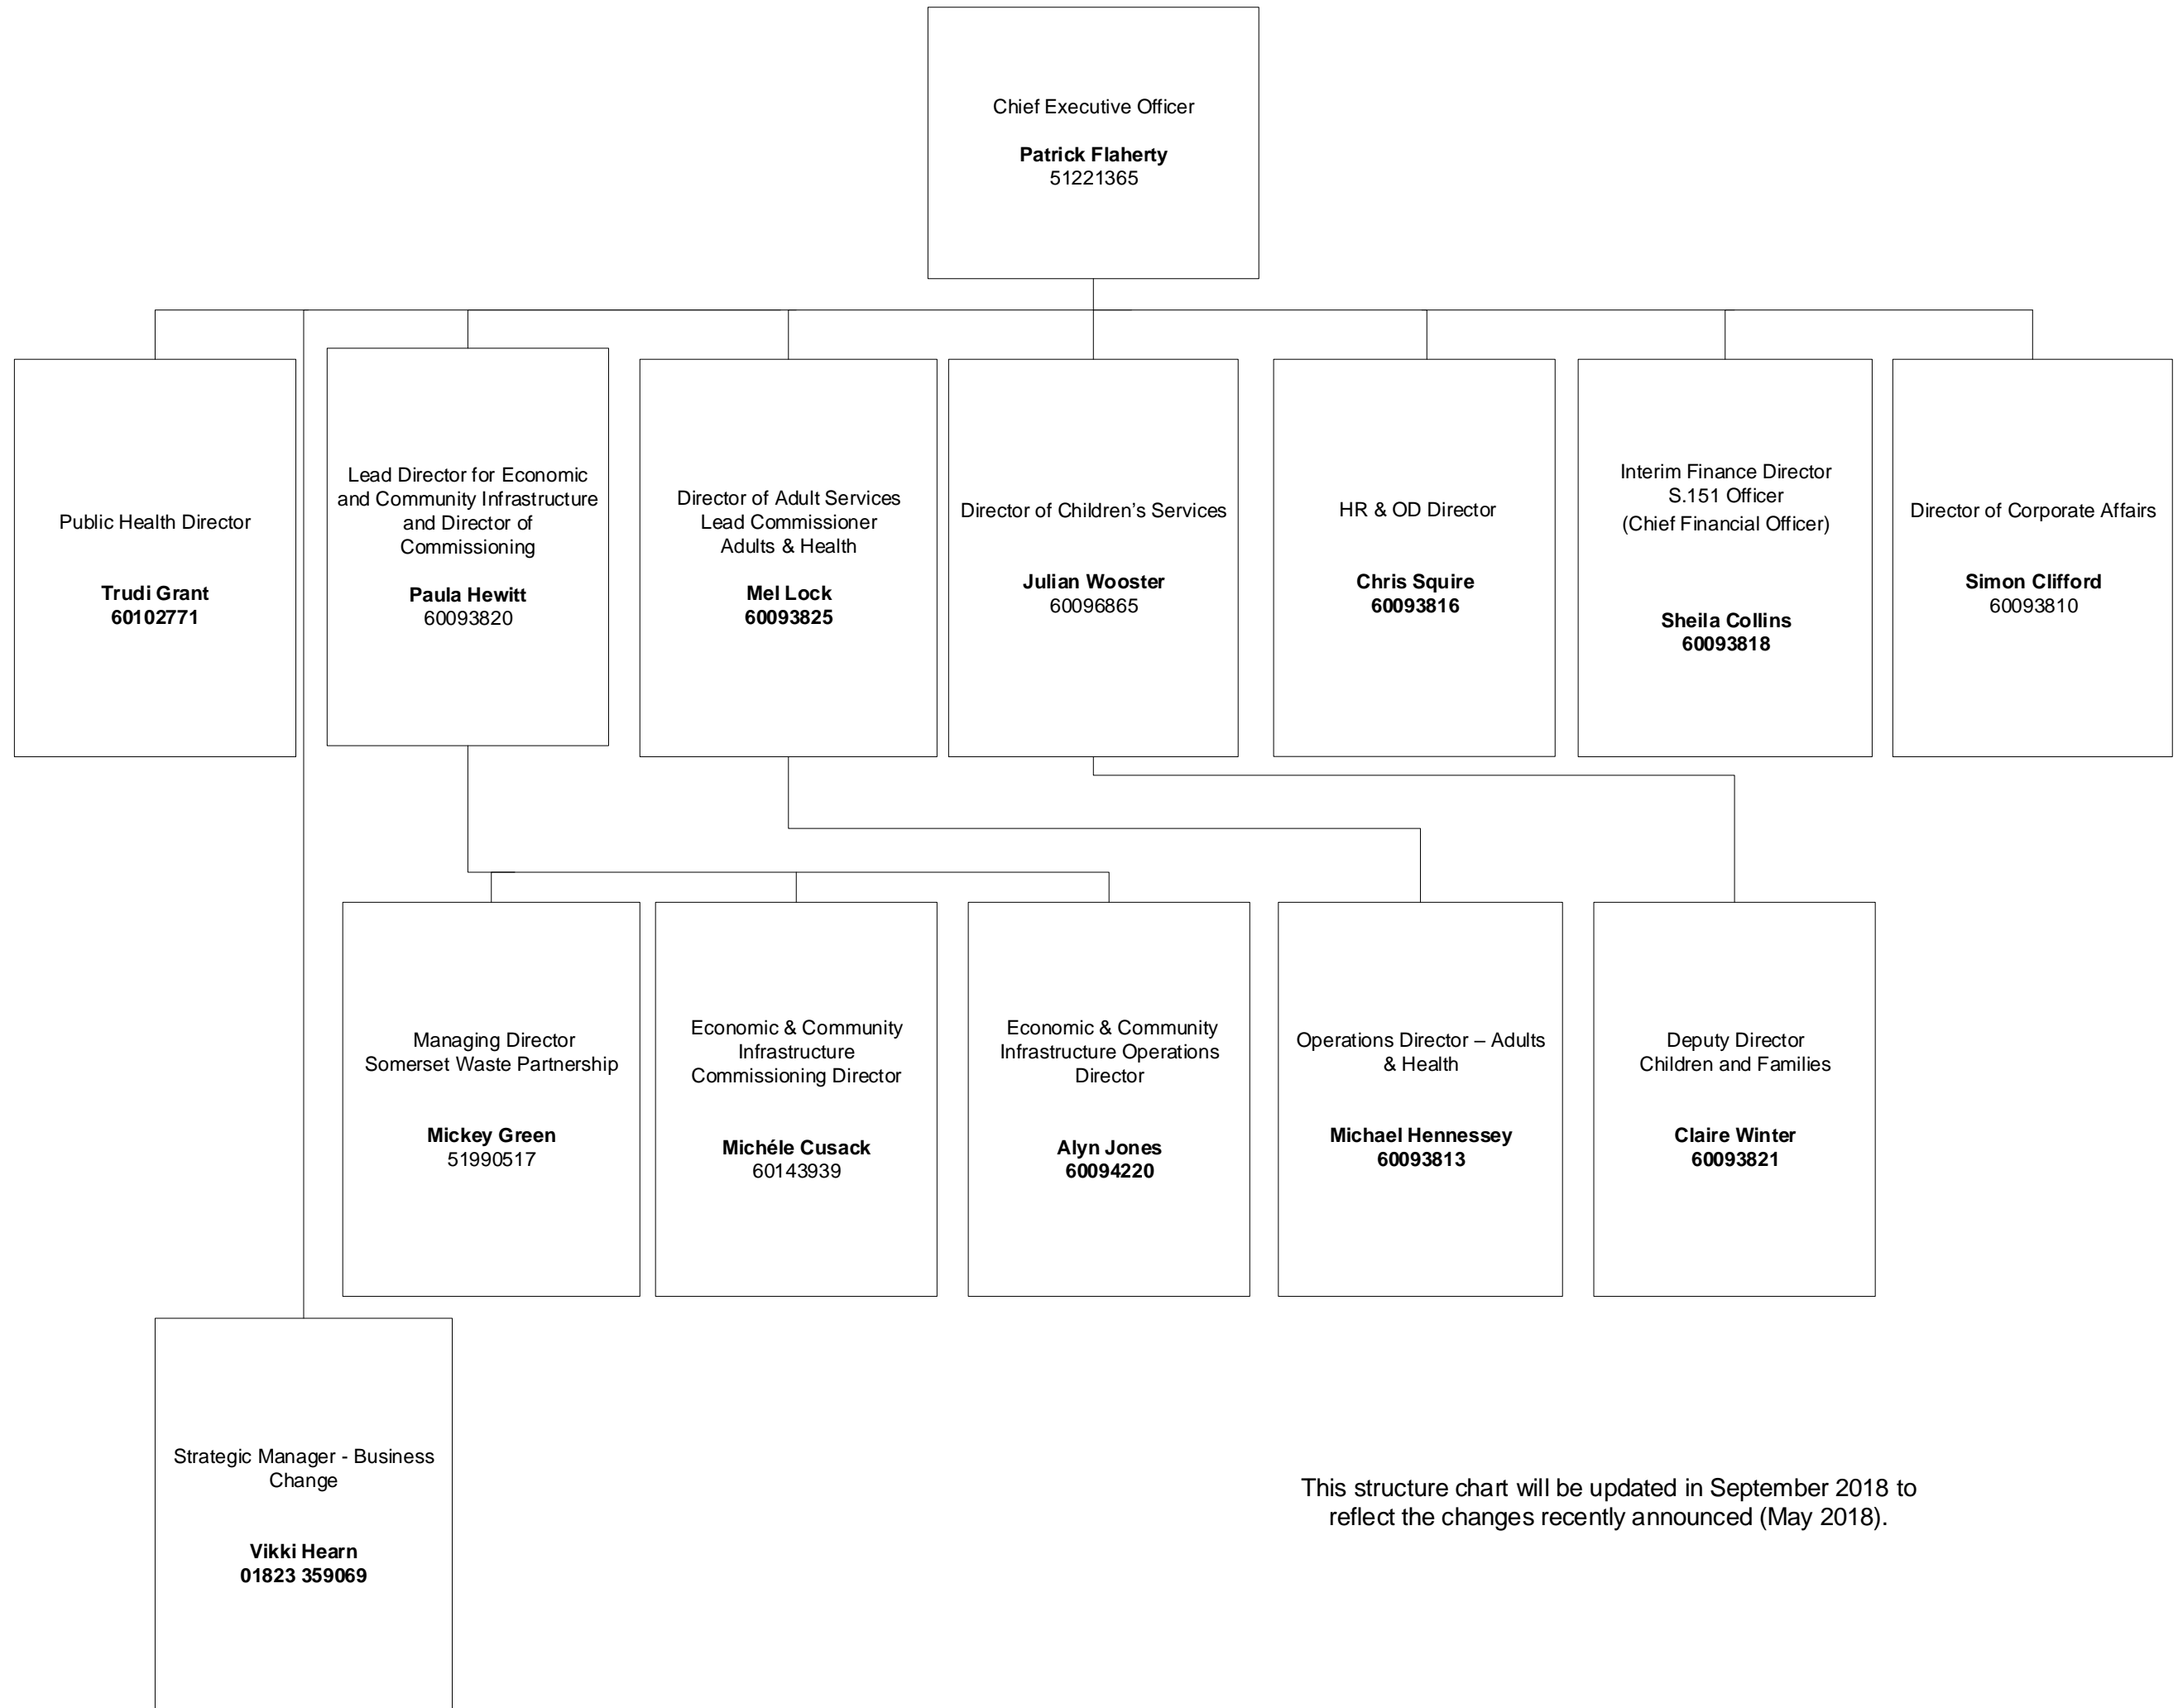 Chief Executive Officer
Patrick Flaherty
51221365
Public Health Director
Trudi Grant
60102771
Lead Director for Economic
and Community Infrastructure
and Director of
Commissioning
Paula Hewitt
60093820
Director of Adult Services
Lead Commissioner
Adults & Health
Mel Lock
60093825
Director of Children’s Services
Julian Wooster
60096865
HR & OD Director
Chris Squire
60093816
Interim Finance Director
S.151 Officer
(Chief Financial Officer)
Sheila Collins
60093818
Director of Corporate Affairs
Simon Clifford
60093810
Managing Director
Somerset Waste Partnership
Mickey Green
51990517
Economic & Community
Infrastructure
Commissioning Director
Michéle Cusack
60143939
Economic & Community
Infrastructure Operations
Director
Alyn Jones
60094220
Operations Director – Adults
& Health
Michael Hennessey
60093813
Deputy Director
Children and Families
Claire Winter
60093821
Strategic Manager - Business
Change
Vikki Hearn
01823 359069
This structure chart will be updated in September 2018 to
reflect the changes recently announced (May 2018).